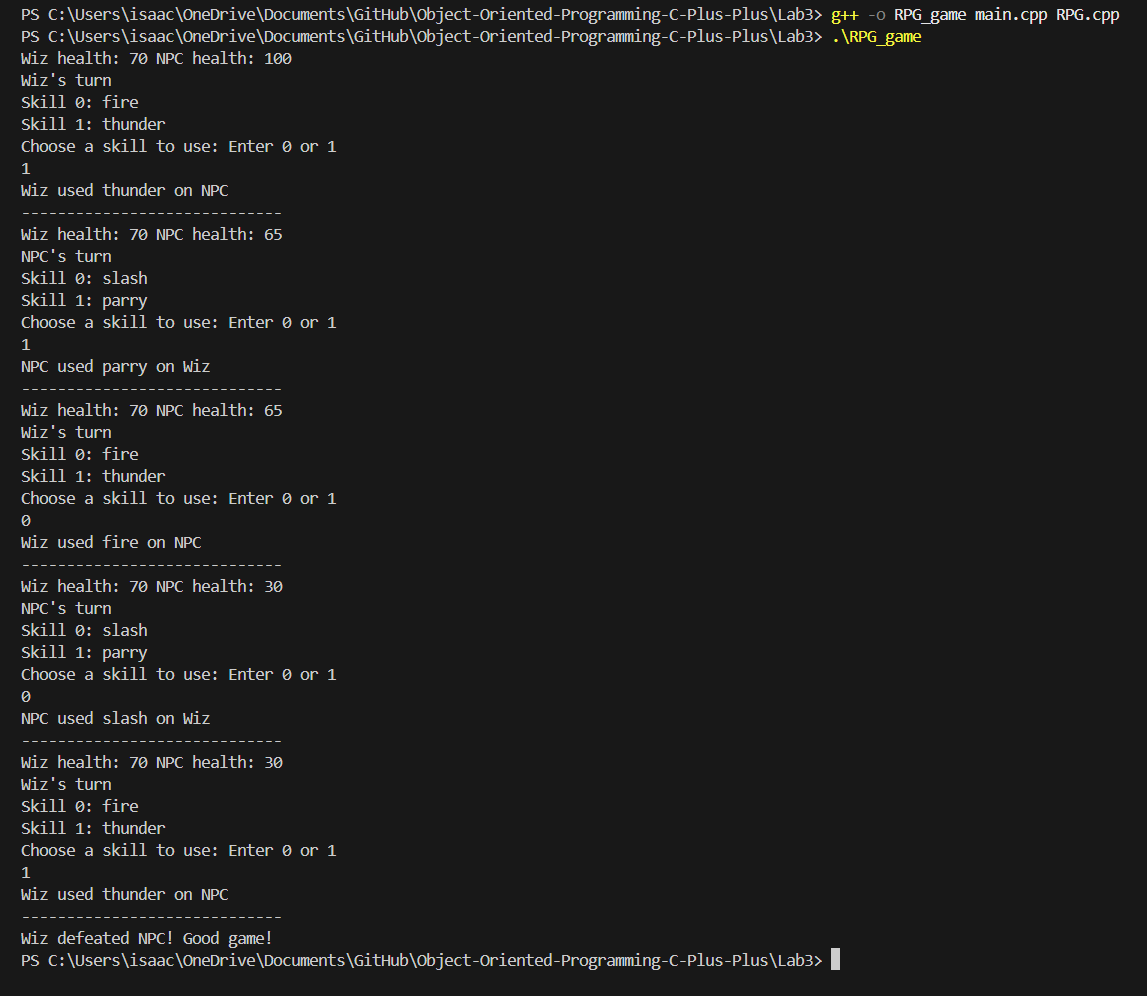 PS C:\Users\isaac\OneDrive\Documents\GitHub\Object-Oriented-Programming-C-Plus-Plus\Lab3> g++ -o RPG_game main.cpp RPG.cpp
PS C:\Users\isaac\OneDrive\Documents\GitHub\Object-Oriented-Programming-C-Plus-Plus\Lab3> .\RPG_game
Wiz health: 70 NPC health: 100
Wiz's turn
Skill 0: fire
Skill 1: thunder
Choose a skill to use: Enter 0 or 1
1
Wiz used thunder on NPC
-----------------------------
Wiz health: 70 NPC health: 65
NPC's turn
Skill 0: slash
Skill 1: parry
Choose a skill to use: Enter 0 or 1
1
NPC used parry on Wiz
-----------------------------
Wiz health: 70 NPC health: 65
Wiz's turn
Skill 0: fire
Skill 1: thunder
Choose a skill to use: Enter 0 or 1
0
Wiz used fire on NPC
-----------------------------
Wiz health: 70 NPC health: 30
NPC's turn
Skill 0: slash
Skill 1: parry
Choose a skill to use: Enter 0 or 1
0
NPC used slash on Wiz
-----------------------------
Wiz health: 70 NPC health: 30
Wiz's turn
Skill 0: fire
Skill 1: thunder
Choose a skill to use: Enter 0 or 1
1
Wiz used thunder on NPC
-----------------------------
Wiz defeated NPC! Good game!
PS C:\Users\isaac\OneDrive\Documents\GitHub\Object-Oriented-Programming-C-Plus-Plus\Lab3>